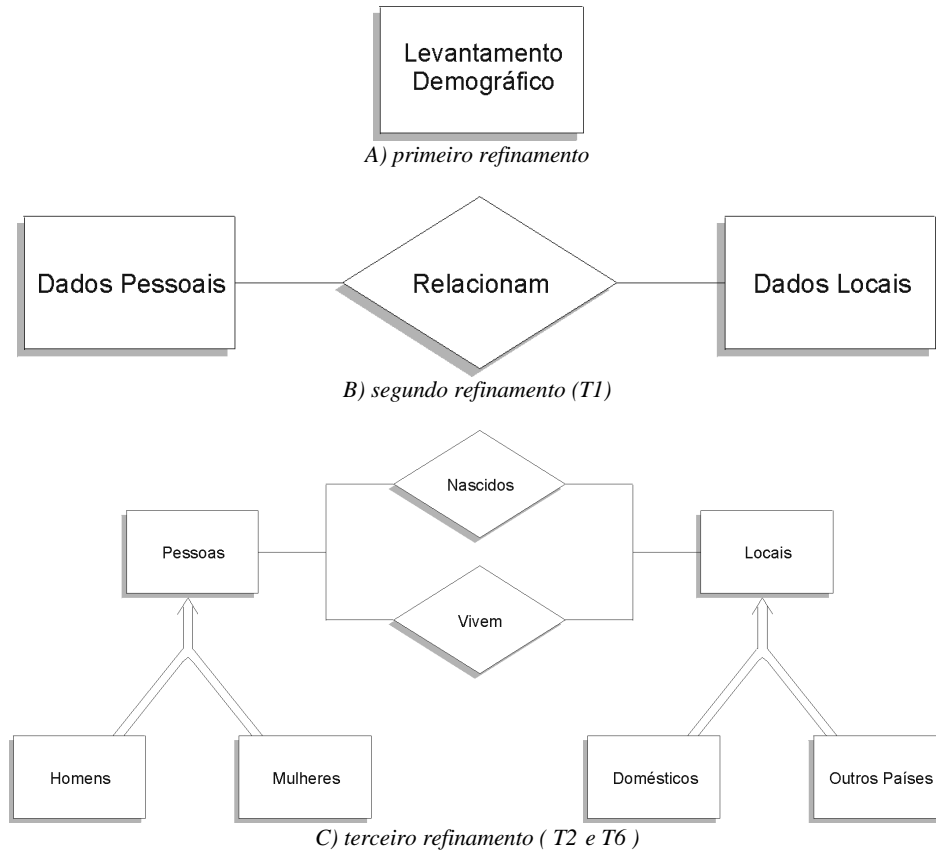 Levantamento
Demográfico
A) primeiro refinamento
Dados Pessoais
Relacionam
Dados Locais
B) segundo refinamento (T1)
Nascidos
Pessoas
Locais
Vivem
Homens
Mulheres
Domésticos
Outros Países
C) terceiro refinamento ( T2 e T6 )